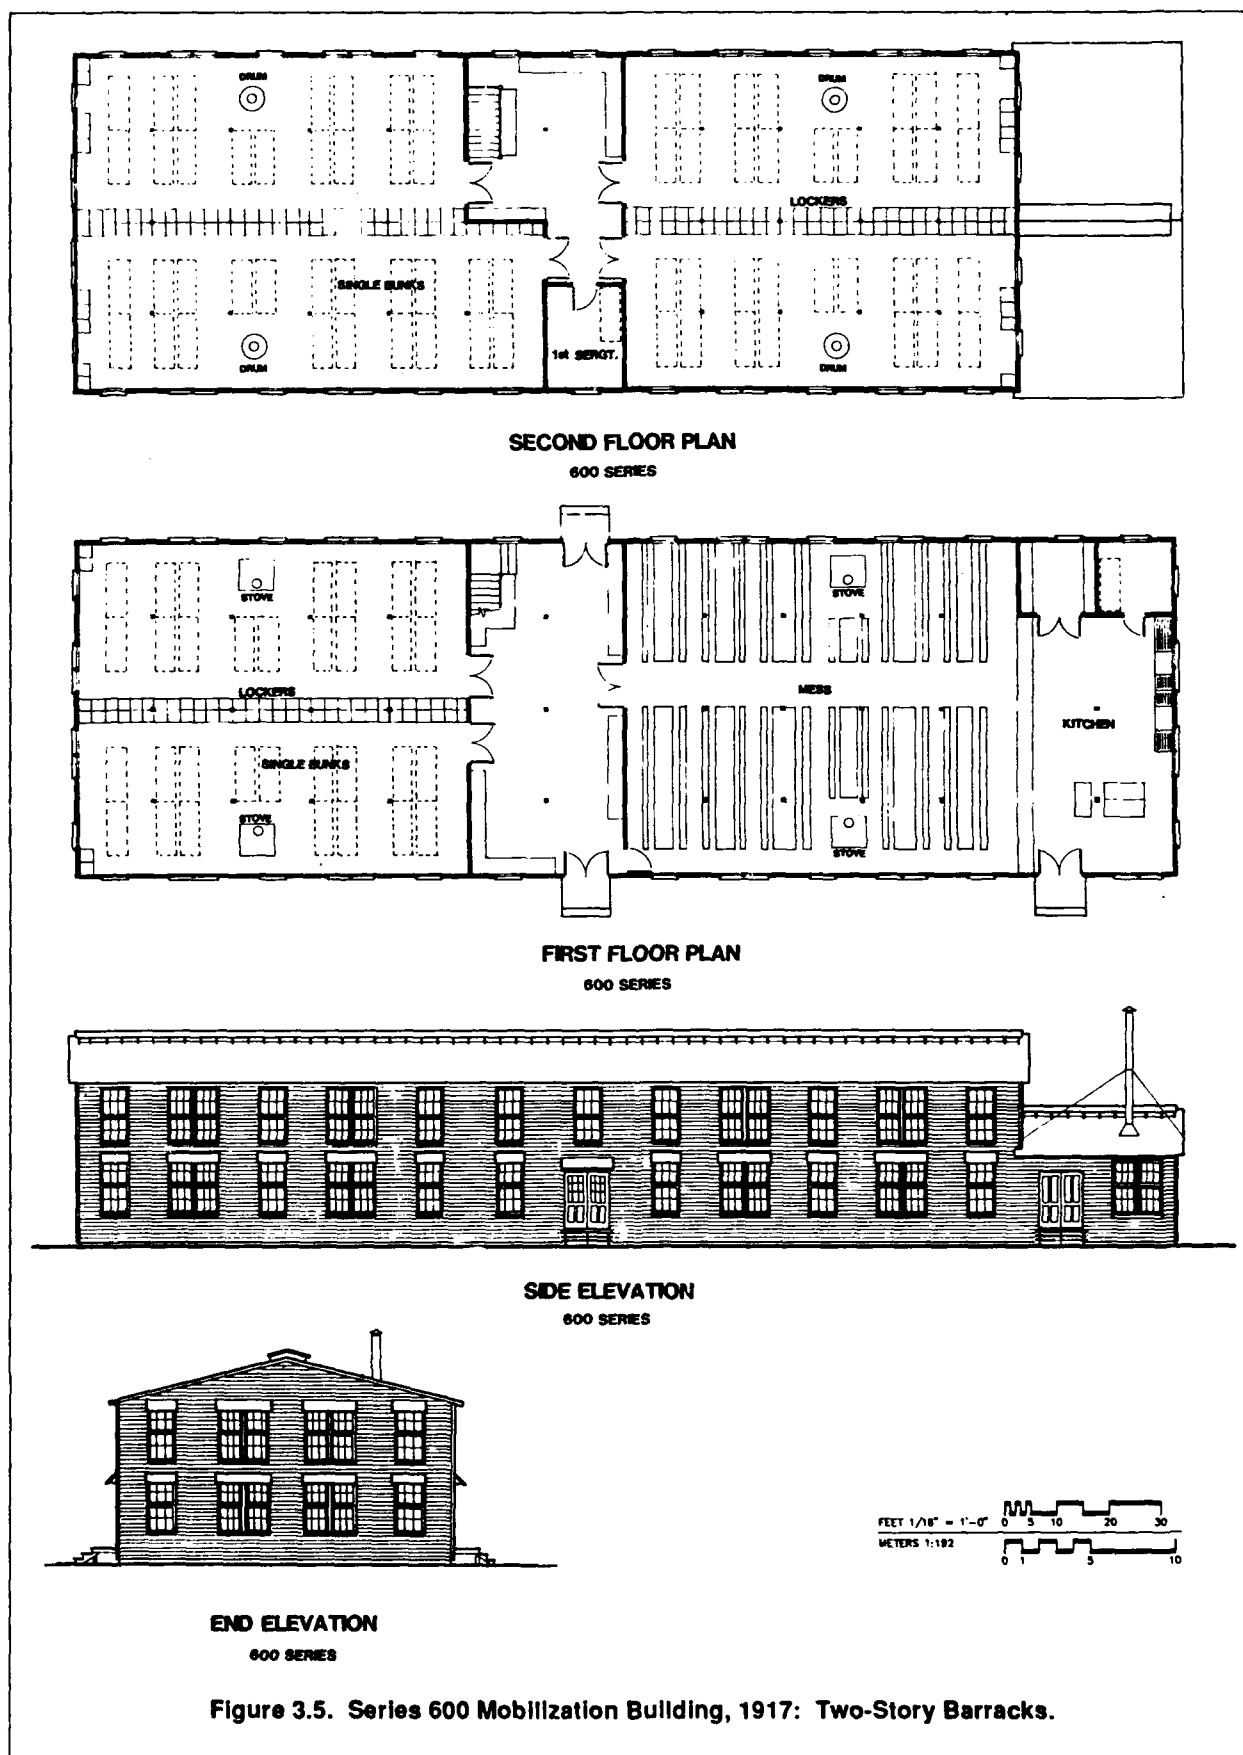 DRUM
DRUM
LOCKERS
SINGLE BUNKS
1st SERGT.
DRUM
DRUM
SECOND FLOOR PLAN
600 SERIES
STOVE
STOVE
LOCKERS
MESS
KITCHEN
SINGLE BUNKS
STOVE
STOVE
FIRST FLOOR PLAN
600 SERIES
SIDE ELEVATION
600 SERIES
FEET 1/16" = 1'-0" 0 5 10 20 30
METERS 1:192
0 1 5 10
END ELEVATION
600 SERIES
Figure 3.5. Series 600 Mobilization Building, 1917: Two-Story Barracks.